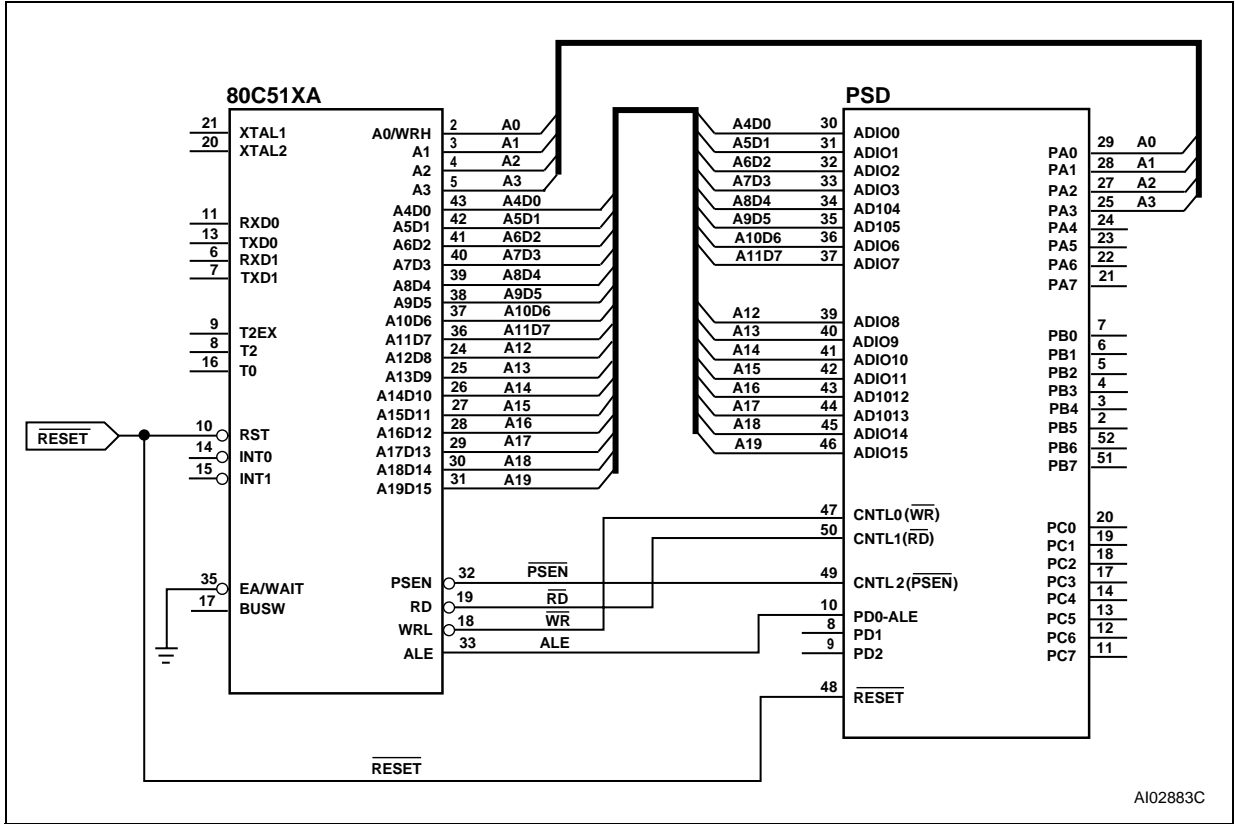 80C51XA
PSD
21 XTAL1
20 XTAL2
11 RXD0
13 TXD0
6 RXD1
7 TXD1
9 T2EX
8 T2
16 T0
RESET
10 RST
14 INT0
15 INT1
35 EA/WAIT
17 BUSW
A0/WRH 2 A0
A1 3 A1
A2 4 A2
A3 5 A3
A4D0 43 A4D0
A5D1 42 A5D1
A6D2 41 A6D2
A7D3 40 A7D3
A8D4 39 A8D4
A9D5 38 A9D5
A10D6 37 A10D6
A11D7 36 A11D7
A12D8 24 A12
A13D9 25 A13
A14D10 26 A14
A15D11 27 A15
A16D12 28 A16
A17D13 29 A17
A18D14 30 A18
A19D15 31 A19
PSEN 32 PSEN
RD 19 RD
WRL 18 WR
ALE 33 ALE
A4D0 30 ADIO0
A5D1 31 ADIO1
A6D2 32 ADIO2
A7D3 33 ADIO3
A8D4 34 AD104
A9D5 35 AD105
A10D6 36 ADIO6
A11D7 37 ADIO7
A12 39 ADIO8
A13 40 ADIO9
A14 41 ADIO10
A15 42 ADIO11
A16 43 AD1012
A17 44 AD1013
A18 45 ADIO14
A19 46 ADIO15
47 CNTL0(WR)
50 CNTL1(RD)
49 CNTL2(PSEN)
10 PD0-ALE
8 PD1
9 PD2
48 RESET
PA0 29 A0
PA1 28 A1
PA2 27 A2
PA3 25 A3
PA4 24
PA5 23
PA6 22
PA7 21
PB0 7
PB1 6
PB2 5
PB3 4
PB4 3
PB5 2
PB6 52
PB7 51
PC0 20
PC1 19
PC2 18
PC3 17
PC4 14
PC5 13
PC6 12
PC7 11
RESET
AI02883C